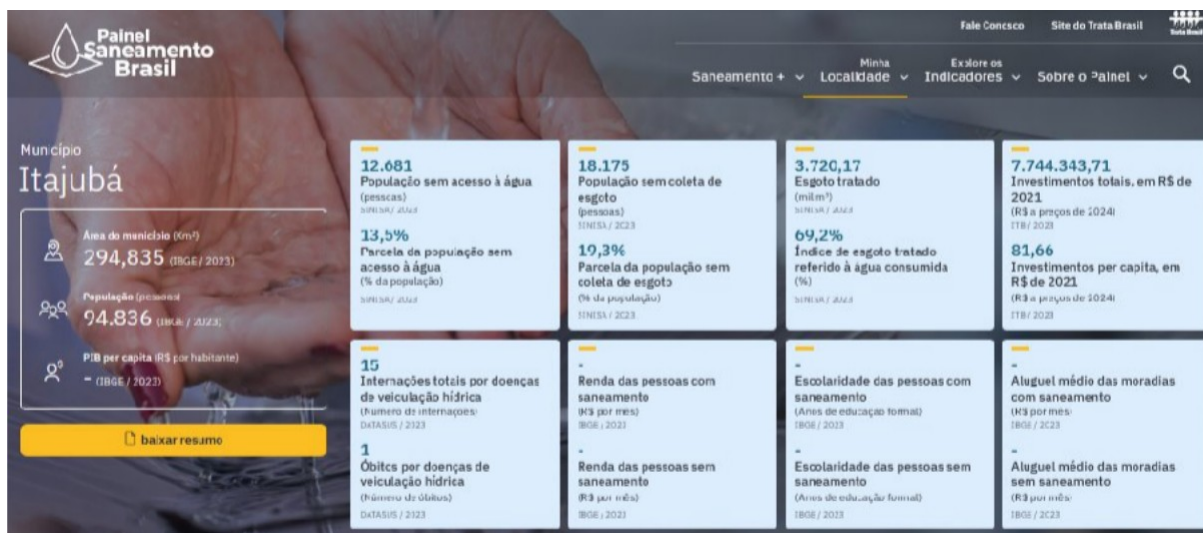 Painel
Saneamento
Brasil
Fale Conosco
Site do Trata Brasil
Trata Brasil
Saneamento +
Minha
Localidade
Explore os
Indicadores
Sobre o Painel
Município
Itajubá
Área do município (Km²)
294,835 (IBGE / 2023)
População (pessoas)
94.836 (IBGE / 2023)
PIB per capita (R$ por habitante)
- (IBGE / 2023)
baixar resumo
12.681
População sem acesso à água
(pessoas)
SINISA / 2023
13,5%
Parcela da população sem
acesso à água
(% da população)
SINISA / 2023
18.175
População sem coleta de
esgoto
(pessoas)
SINISA / 2023
19,3%
Parcela da população sem
coleta de esgoto
(% da população)
SINISA / 2023
3.720,17
Esgoto tratado
(mil m³)
SINISA / 2023
69,2%
Índice de esgoto tratado
referido à água consumida
(%)
SINISA / 2023
7.744.343,71
Investimentos totais, em R$ de
2021
(R$ a preços de 2024)
ITB / 2023
81,66
Investimentos per capita, em
R$ de 2021
(R$ a preços de 2024)
ITB / 2023
15
Internações totais por doenças
de veiculação hídrica
(Número de internações)
DATASUS / 2023
1
Óbitos por doenças de
veiculação hídrica
(Número de óbitos)
DATASUS / 2023
-
Renda das pessoas com
saneamento
(R$ por mês)
IBGE / 2023
-
Renda das pessoas sem
saneamento
(R$ por mês)
IBGE / 2023
-
Escolaridade das pessoas com
saneamento
(Anos de educação formal)
IBGE / 2023
-
Escolaridade das pessoas sem
saneamento
(Anos de educação formal)
IBGE / 2023
-
Aluguel médio das moradias
com saneamento
(R$ por mês)
IBGE / 2023
-
Aluguel médio das moradias
sem saneamento
(R$ por mês)
IBGE / 2023